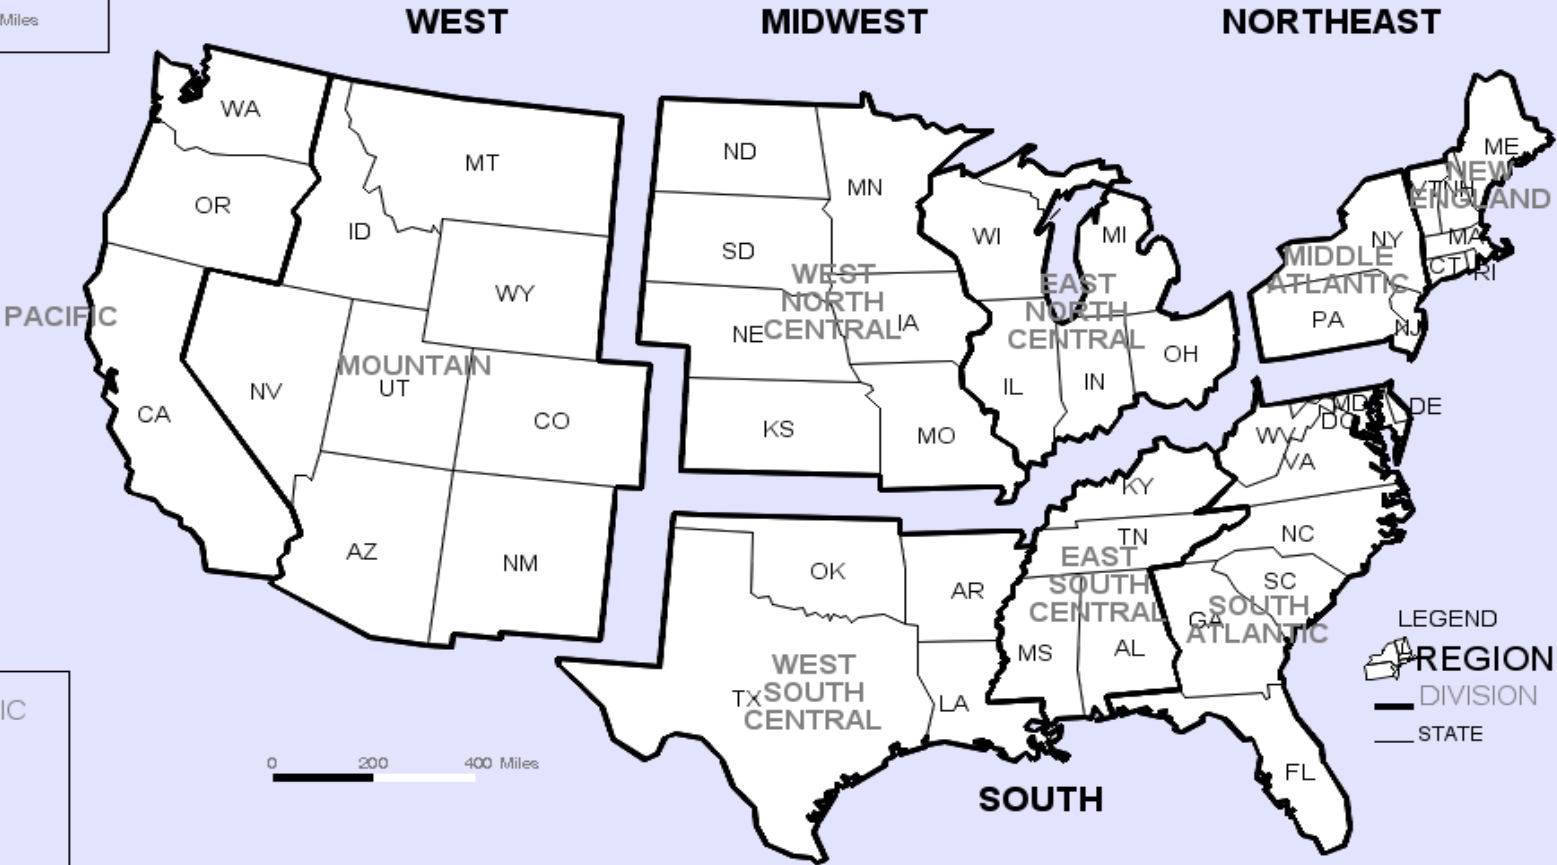 Miles
WEST
MIDWEST
NORTHEAST
WA
MT
ND
MN
ME
OR
ID
SD
WI
MI
NY
VT
NH
NEW
ENGLAND
MA
CT
RI
WY
WEST
NORTH
CENTRAL
EAST
NORTH
CENTRAL
MIDDLE
ATLANTIC
PACIFIC
NE
IA
PA
NJ
MOUNTAIN
NV
UT
CO
CA
KS
MO
IL
IN
OH
MD
DE
DC
WV
VA
KY
AZ
NM
OK
AR
TN
NC
EAST
SOUTH
CENTRAL
SC
GA
SOUTH
ATLANTIC
MS
AL
WEST
SOUTH
CENTRAL
TX
LA
FL
SOUTH
LEGEND
REGION
DIVISION
STATE
IC
0 200 400 Miles